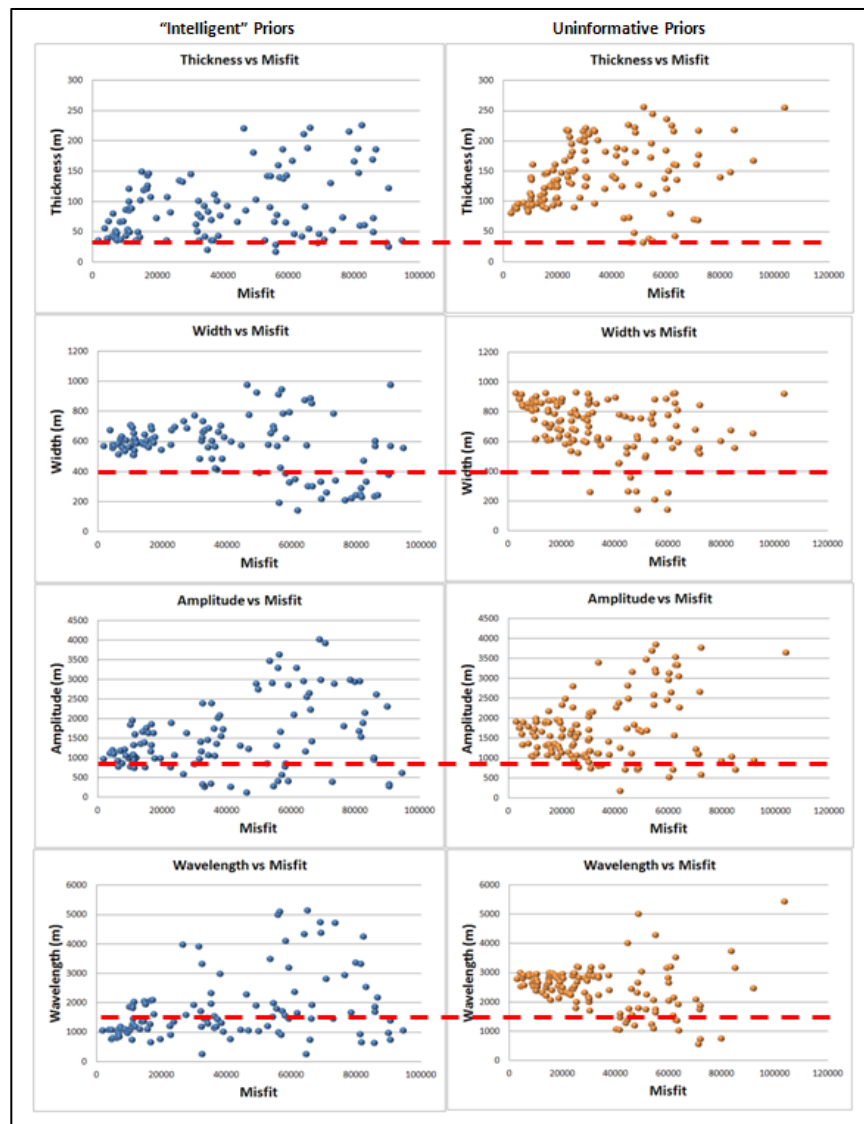 “Intelligent” Priors
Uninformative Priors
Thickness vs Misfit
Thickness (m)
300
250
200
150
100
50
0
0 20000 40000 60000 80000 100000
Misfit
Thickness vs Misfit
Thickness (m)
300
250
200
150
100
50
0
0 20000 40000 60000 80000 100000 120000
Misfit
Width vs Misfit
Width (m)
1200
1000
800
600
400
200
0
0 20000 40000 60000 80000 100000
Misfit
Width vs Misfit
Width (m)
1200
1000
800
600
400
200
0
0 20000 40000 60000 80000 100000 120000
Misfit
Amplitude vs Misfit
Amplitude (m)
4500
4000
3500
3000
2500
2000
1500
1000
500
0
0 20000 40000 60000 80000 100000
Misfit
Amplitude vs Misfit
Amplitude (m)
4500
4000
3500
3000
2500
2000
1500
1000
500
0
0 20000 40000 60000 80000 100000 120000
Misfit
Wavelength vs Misfit
Wavelength (m)
6000
5000
4000
3000
2000
1000
0
0 20000 40000 60000 80000 100000
Misfit
Wavelength vs Misfit
Wavelength (m)
6000
5000
4000
3000
2000
1000
0
0 20000 40000 60000 80000 100000 120000
Misfit